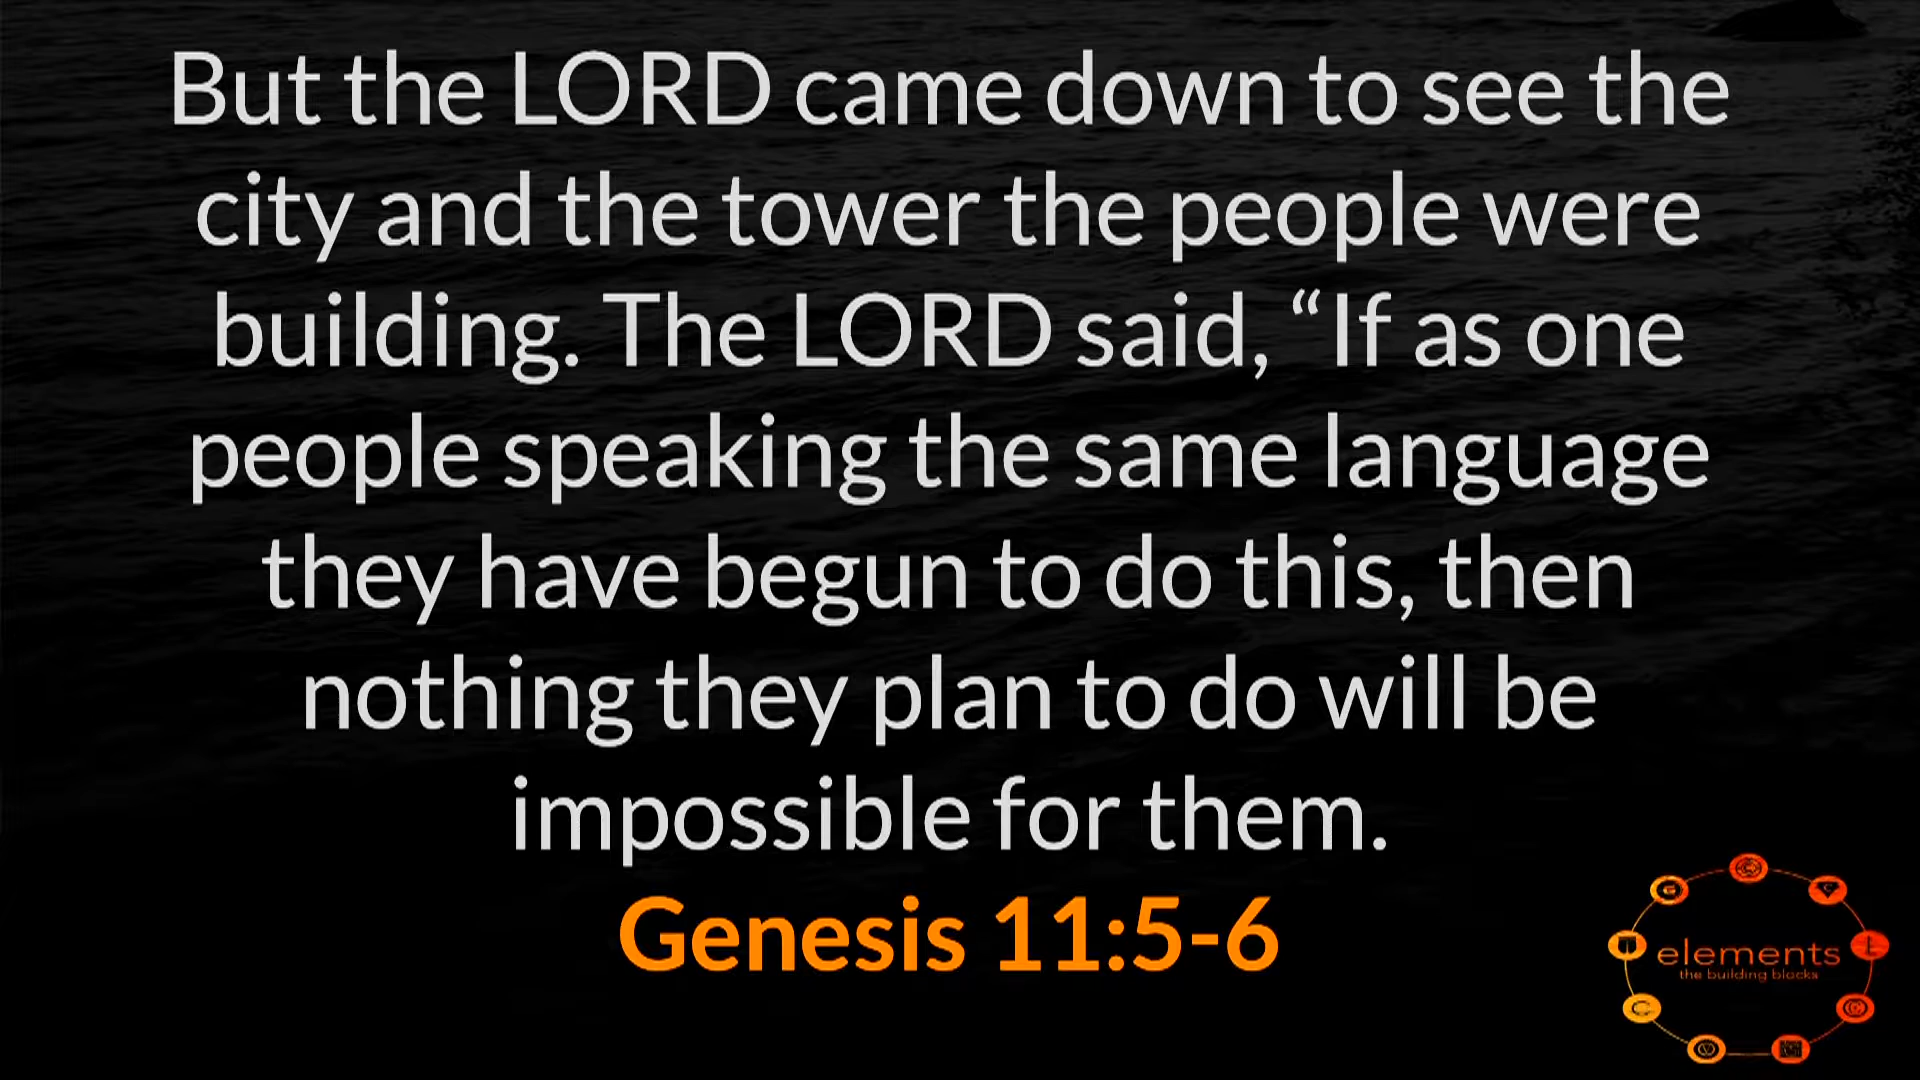 But the LORD came down to see the
city and the tower the people were
building. The LORD said, “If as one
people speaking the same language
they have begun to do this, then
nothing they plan to do will be
impossible for them.
Genesis 11:5-6
elements
the building blocks